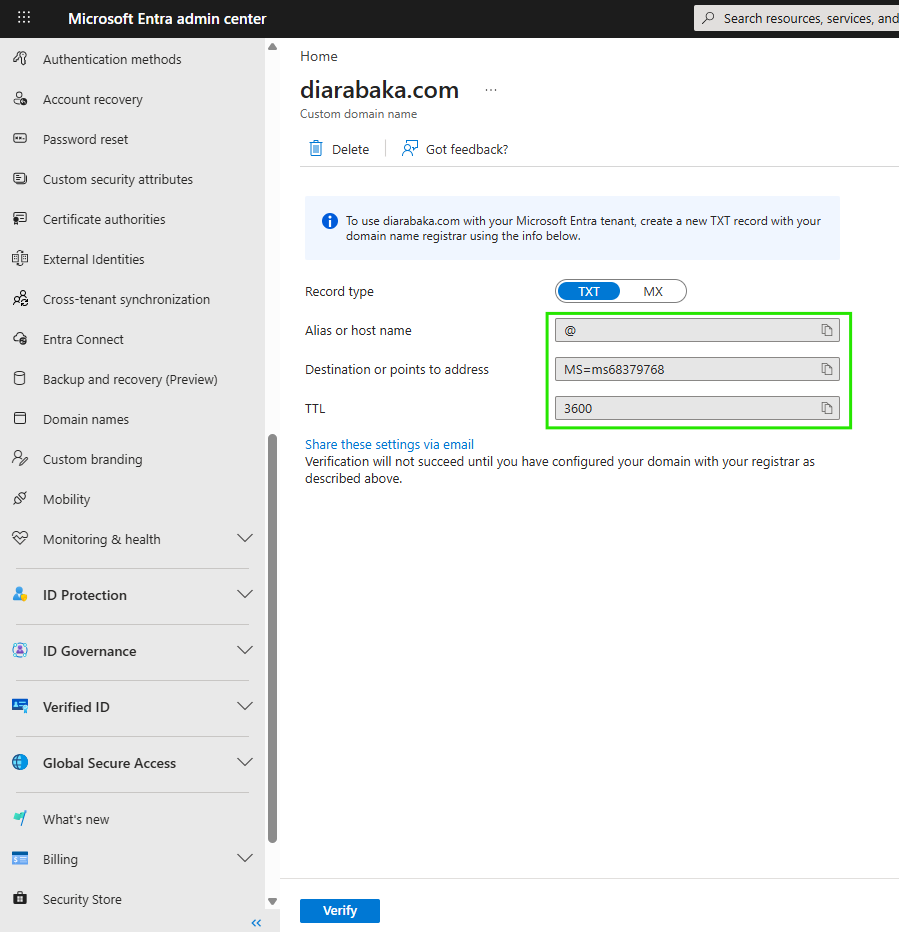 Microsoft Entra admin center
Search resources, services, and
Authentication methods
Account recovery
Password reset
Custom security attributes
Certificate authorities
External Identities
Cross-tenant synchronization
Entra Connect
Backup and recovery (Preview)
Domain names
Custom branding
Mobility
Monitoring & health
ID Protection
ID Governance
Verified ID
Global Secure Access
What's new
Billing
Security Store
Home
diarabaka.com
Custom domain name
Delete
Got feedback?
To use diarabaka.com with your Microsoft Entra tenant, create a new TXT record with your
domain name registrar using the info below.
Record type
TXT
MX
Alias or host name
@
Destination or points to address
MS=ms68379768
TTL
3600
Share these settings via email
Verification will not succeed until you have configured your domain with your registrar as
described above.
Verify